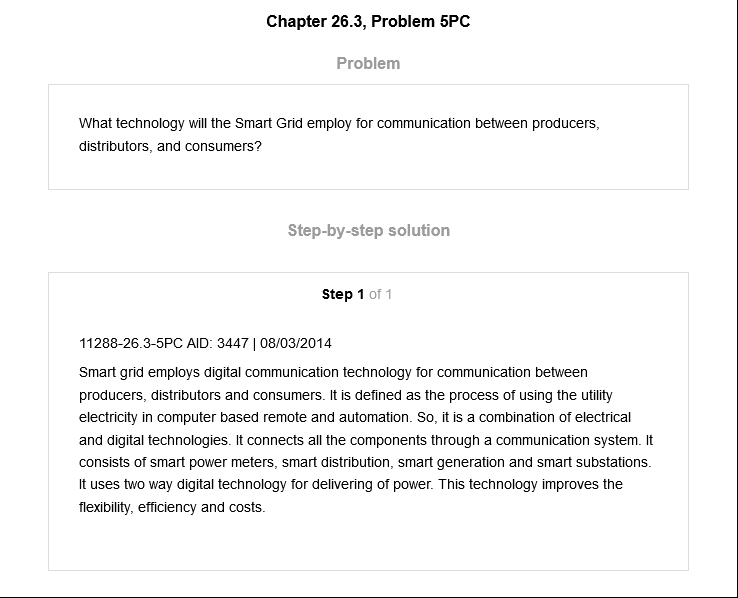 Chapter 26.3, Problem 5PC
Problem
What technology will the Smart Grid employ for communication between producers,
distributors, and consumers?
Step-by-step solution
Step 1 of 1
11288-26.3-5PC AID: 3447 | 08/03/2014
Smart grid employs digital communication technology for communication between
producers, distributors and consumers. It is defined as the process of using the utility
electricity in computer based remote and automation. So, it is a combination of electrical
and digital technologies. It connects all the components through a communication system. It
consists of smart power meters, smart distribution, smart generation and smart substations.
It uses two way digital technology for delivering of power. This technology improves the
flexibility, efficiency and costs.